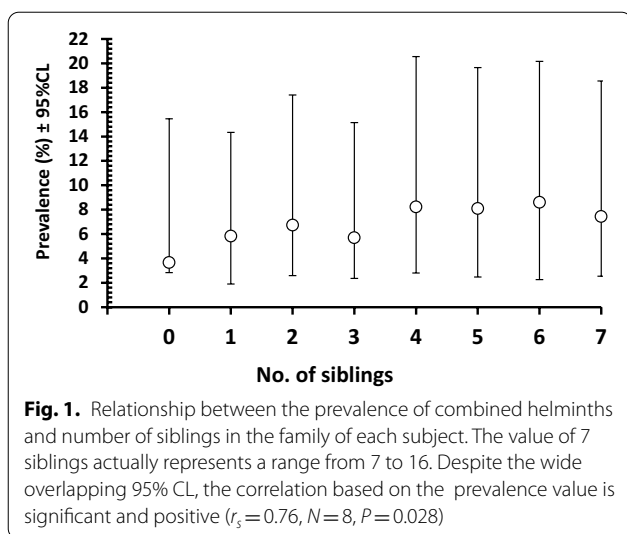 22
20
18
16
14
12
10
8
6
4
2
0
Prevalence (%) ± 95%CL
0 1 2 3 4 5 6 7
No. of siblings
Fig. 1. Relationship between the prevalence of combined helminths
and number of siblings in the family of each subject. The value of 7
siblings actually represents a range from 7 to 16. Despite the wide
overlapping 95% CL, the correlation based on the prevalence value is
significant and positive (rs = 0.76, N = 8, P = 0.028)